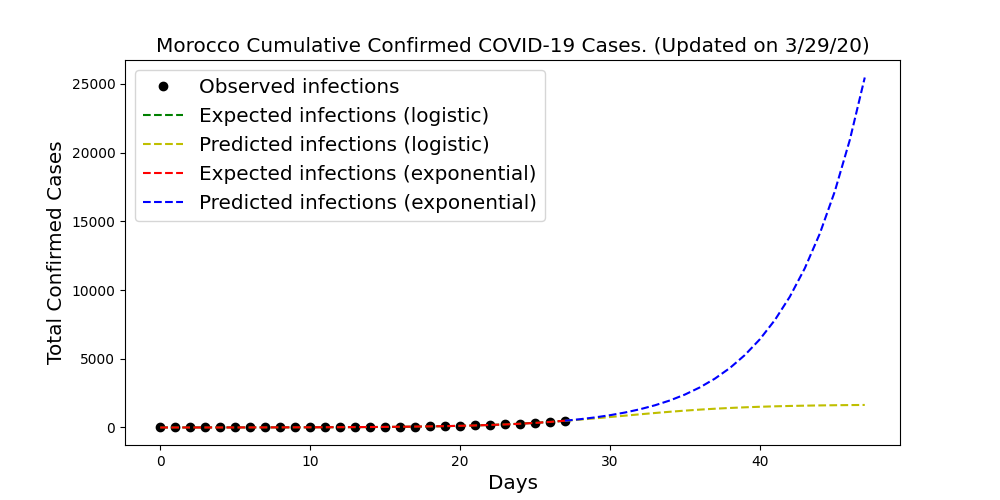 Morocco Cumulative Confirmed COVID-19 Cases. (Updated on 3/29/20)
Observed infections
Expected infections (logistic)
Predicted infections (logistic)
Expected infections (exponential)
Predicted infections (exponential)
Total Confirmed Cases
25000
20000
15000
10000
5000
0
0 10 20 30 40
Days